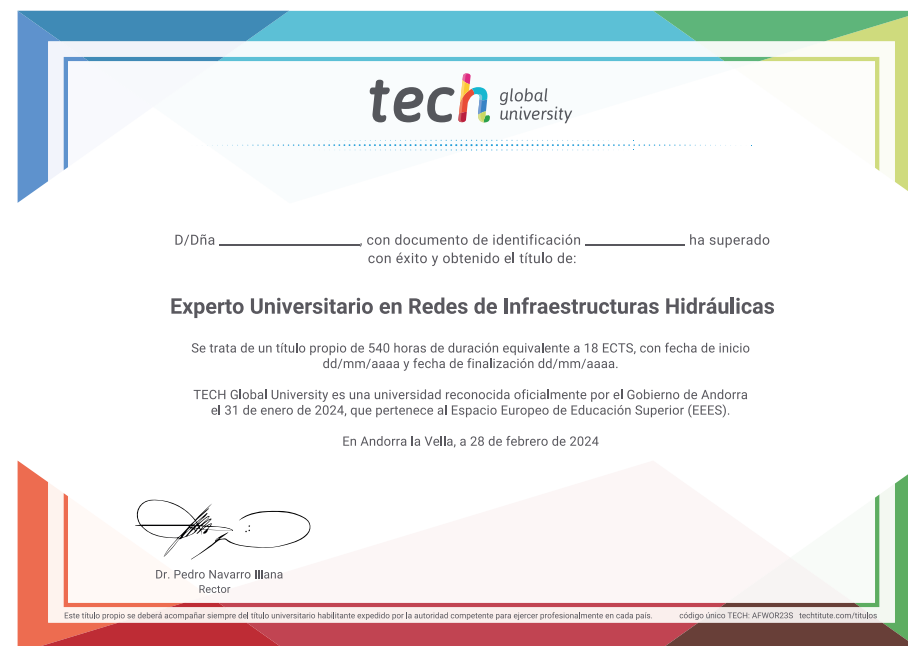 tech global university
D/Dña ______________, con documento de identificación __________ ha superado
con éxito y obtenido el título de:
Experto Universitario en Redes de Infraestructuras Hidráulicas
Se trata de un título propio de 540 horas de duración equivalente a 18 ECTS, con fecha de inicio
dd/mm/aaaa y fecha de finalización dd/mm/aaaa.
TECH Global University es una universidad reconocida oficialmente por el Gobierno de Andorra
el 31 de enero de 2024, que pertenece al Espacio Europeo de Educación Superior (EEES).
En Andorra la Vella, a 28 de febrero de 2024
Dr. Pedro Navarro Illana
Rector
Este título propio se deberá acompañar siempre del título universitario habilitante expedido por la autoridad competente para ejercer profesionalmente en cada país. código único TECH: AFWOR23S techtitute.com/titulos